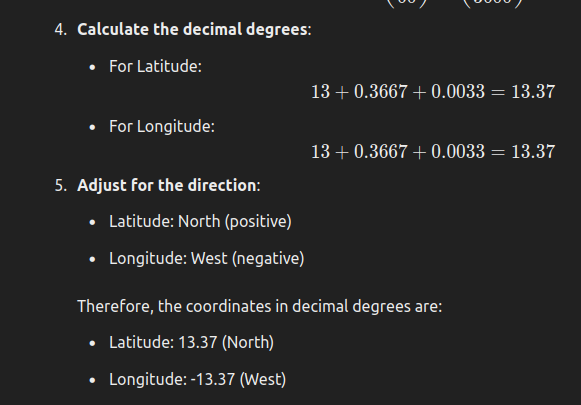 4. Calculate the decimal degrees:
• For Latitude:
13 + 0.3667 + 0.0033 = 13.37
• For Longitude:
13 + 0.3667 + 0.0033 = 13.37
5. Adjust for the direction:
• Latitude: North (positive)
• Longitude: West (negative)
Therefore, the coordinates in decimal degrees are:
• Latitude: 13.37 (North)
• Longitude: -13.37 (West)